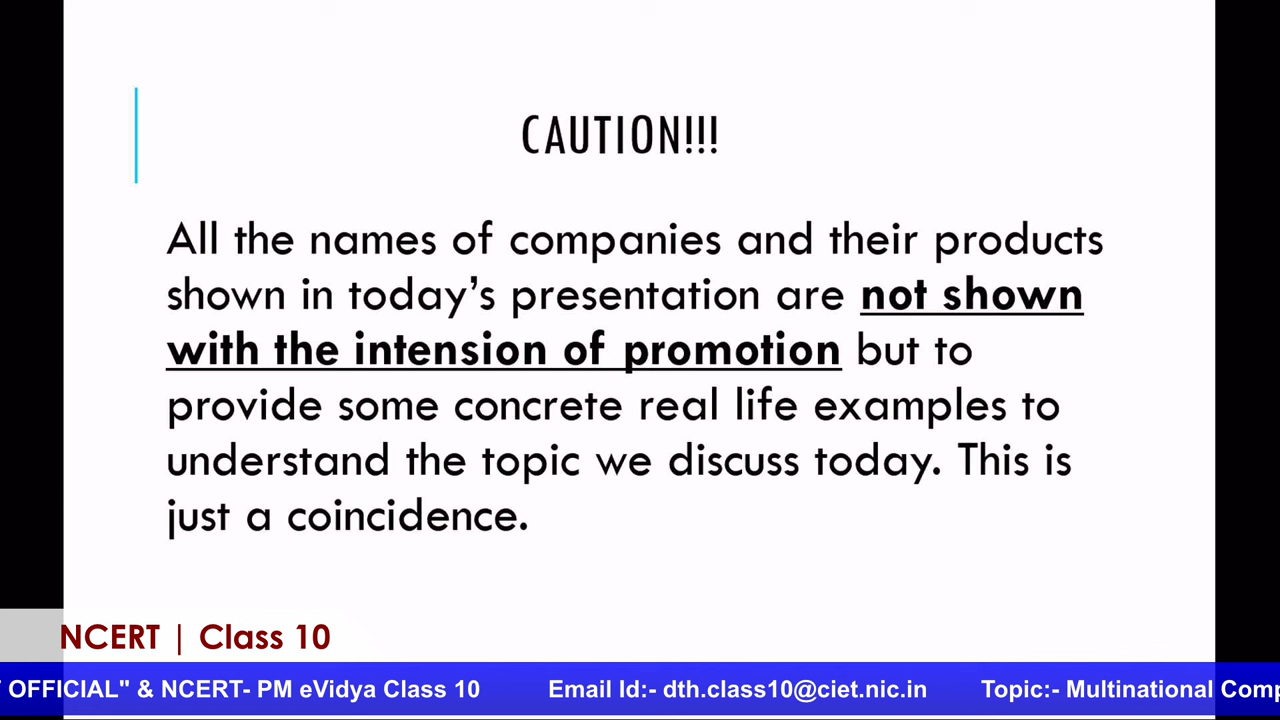 CAUTION!!!
All the names of companies and their products
shown in today’s presentation are not shown
with the intension of promotion but to
provide some concrete real life examples to
understand the topic we discuss today. This is
just a coincidence.
NCERT | Class 10
OFFICIAL" & NCERT- PM eVidya Class 10 Email Id:- dth.class10@ciet.nic.in Topic:- Multinational Comp